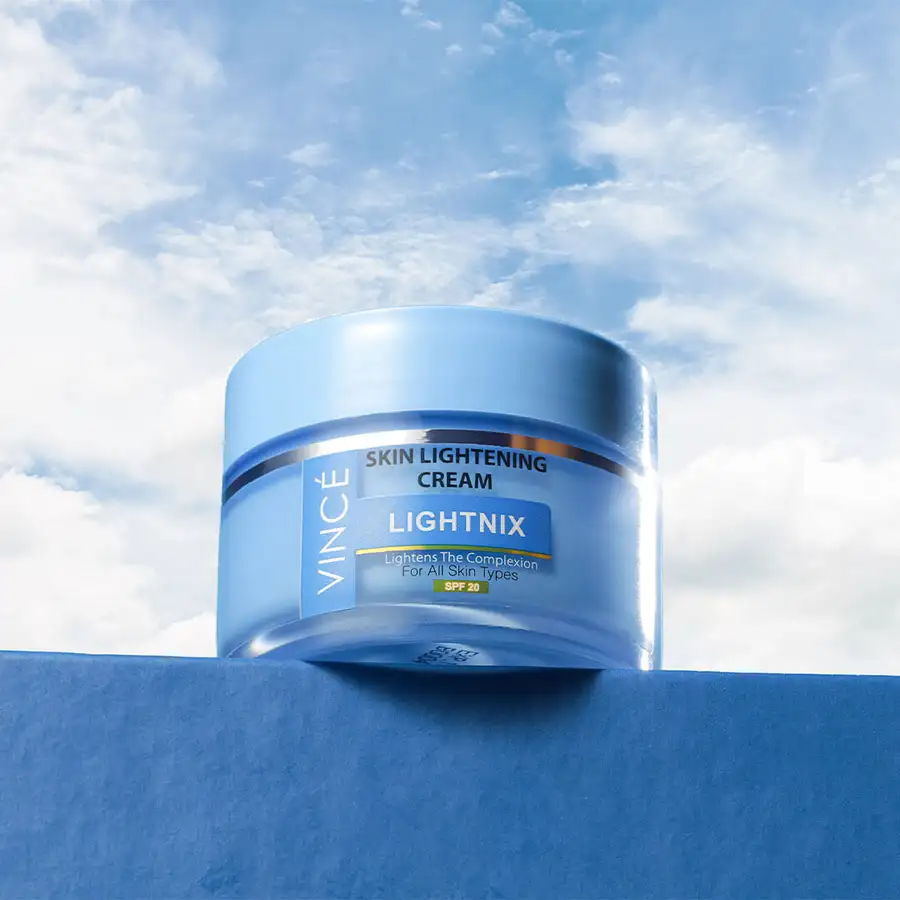 VINCÉ
SKIN LIGHTENING
CREAM
LIGHTNIX
Lightens The Complexion
For All Skin Types
SPF 20